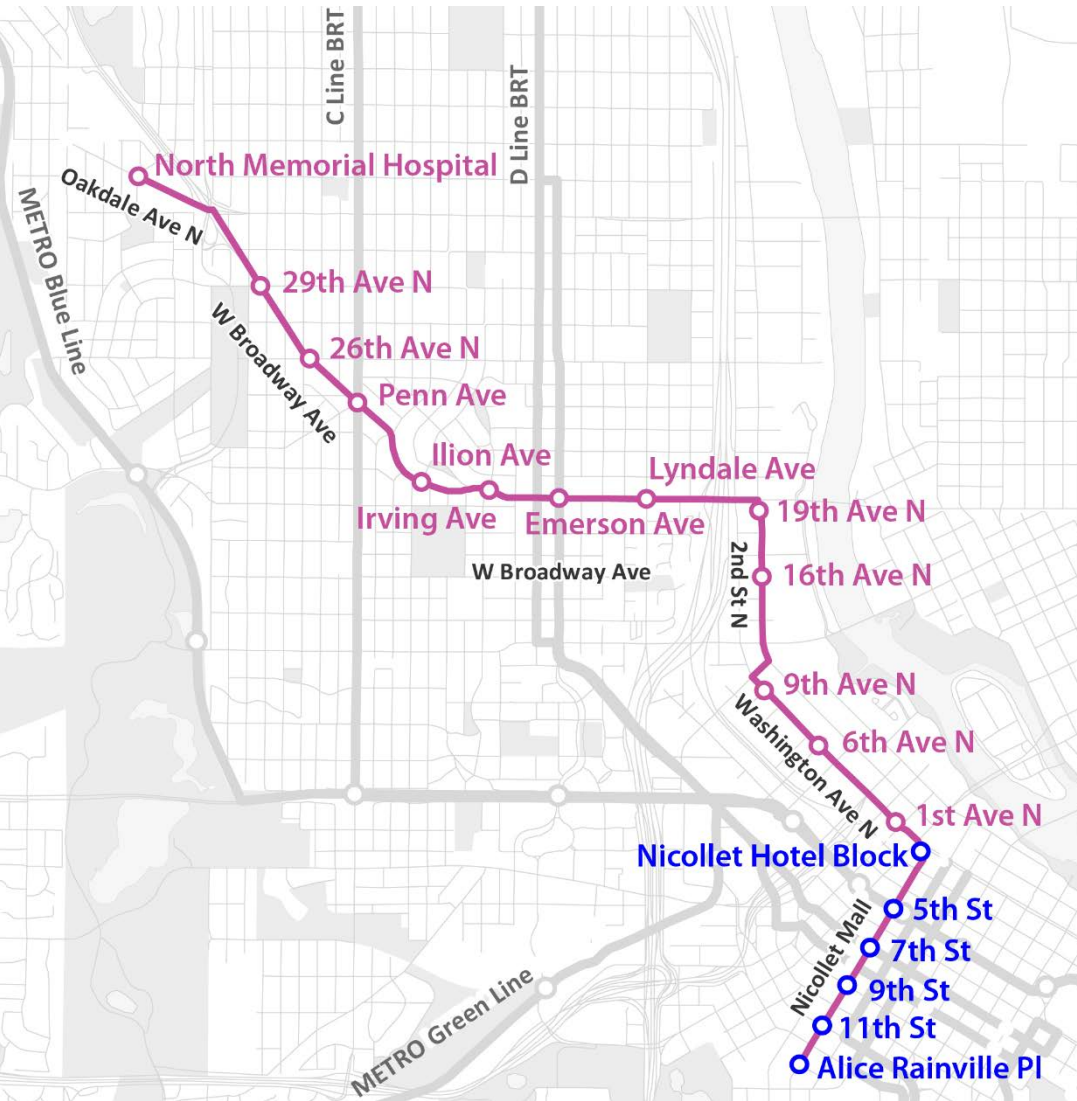 C Line BRT
D Line BRT
North Memorial Hospital
Oakdale Ave N
METRO Blue Line
29th Ave N
W Broadway Ave
26th Ave N
Penn Ave
Ilion Ave
Lyndale Ave
Irving Ave
Emerson Ave
19th Ave N
W Broadway Ave
2nd St N
16th Ave N
9th Ave N
Washington Ave N
6th Ave N
1st Ave N
Nicollet Hotel Block
5th St
Nicollet Mall
7th St
9th St
METRO Green Line
11th St
Alice Rainville Pl